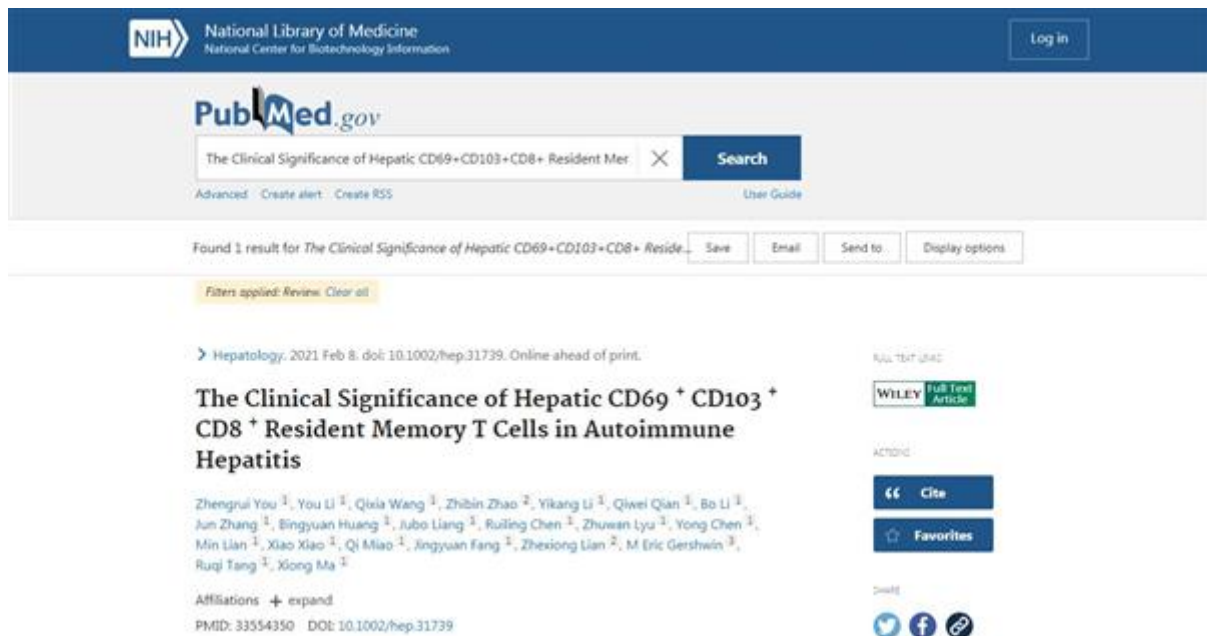 NIH National Library of Medicine
National Center for Biotechnology Information
Log in
PubMed.gov
The Clinical Significance of Hepatic CD69+CD103+CD8+ Resident Mer
Search
Advanced Create alert Create RSS
User Guide
Found 1 result for The Clinical Significance of Hepatic CD69+CD103+CD8+ Reside...
Save
Email
Send to
Display options
Filters applied: Review. Clear all
Hepatology. 2021 Feb 8. doi: 10.1002/hep.31739. Online ahead of print.
The Clinical Significance of Hepatic CD69 + CD103 +
CD8 + Resident Memory T Cells in Autoimmune
Hepatitis
Zhengrui You 1, You Li 1, Qixia Wang 1, Zhibin Zhao 2, Yikang Li 1, Qiwei Qian 1, Bo Li 1,
Jun Zhang 1, Bingyuan Huang 1, Jubo Liang 1, Ruiling Chen 1, Zhuwan Lyu 1, Yong Chen 1,
Min Lian 1, Xiao Xiao 1, Qi Miao 1, Jingyuan Fang 1, Zhexiong Lian 2, M Eric Gershwin 3,
Ruqi Tang 1, Xiong Ma 1
Affiliations + expand
PMID: 33554350 DOI: 10.1002/hep.31739
FULL TEXT LINKS
WILEY Full Text
Article
ACTIONS
Cite
Favorites
SHARE